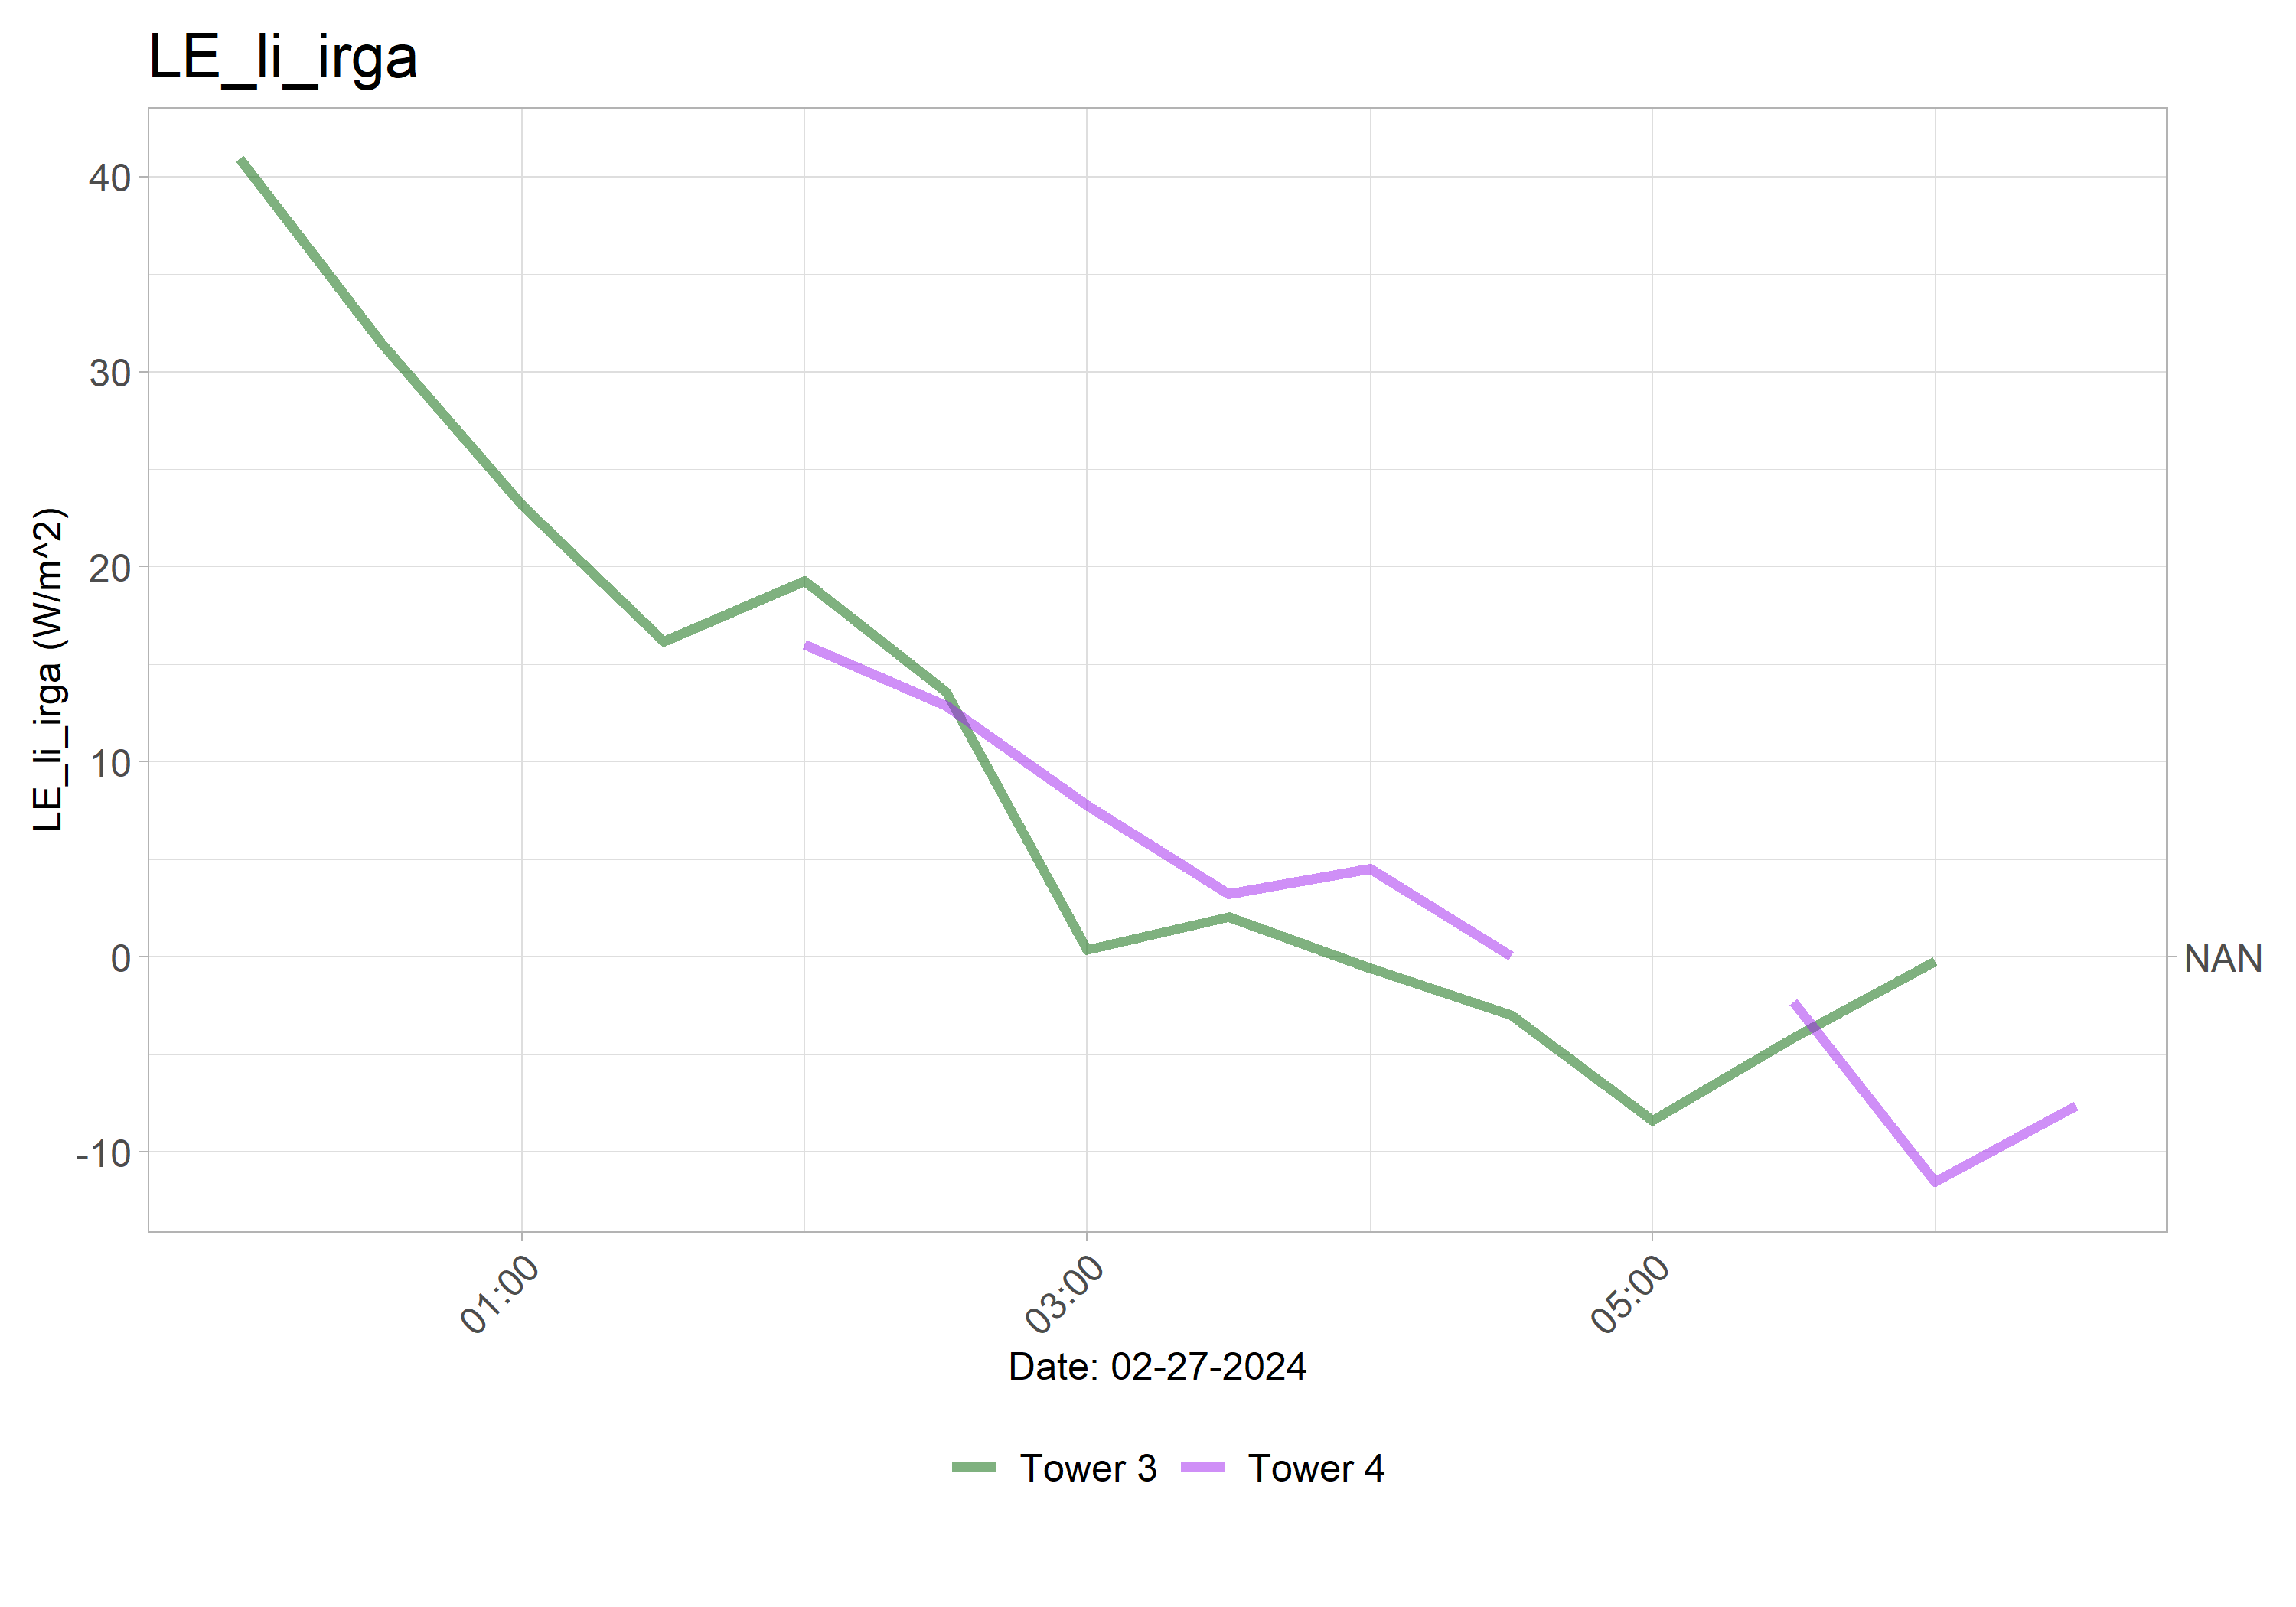 LE_li_irga
LE_li_irga (W/m^2)
40
30
20
10
0
-10
NAN
01:00
03:00
05:00
Date: 02-27-2024
Tower 3
Tower 4